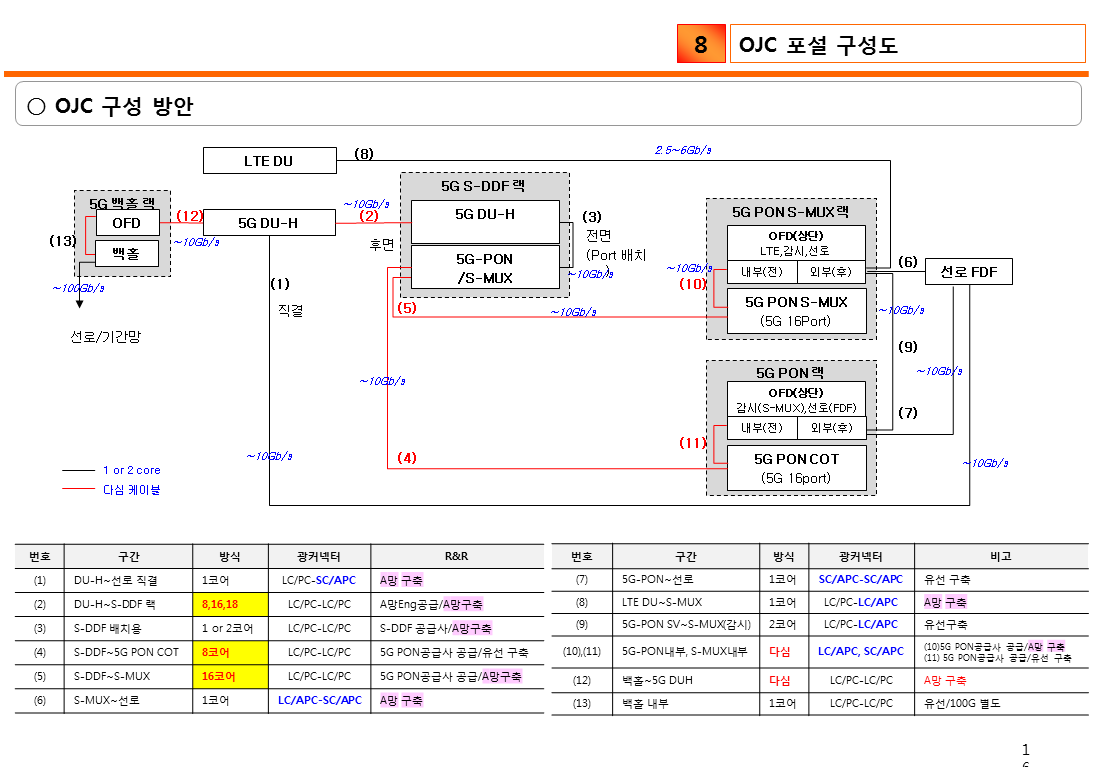 8
OJC 포설 구성도
○ OJC 구성 방안
LTE DU
(8)
2.5~6Gb/s
5G 백홀 랙
OFD
백홀
(13)
(12)
~10Gb/s
~100Gb/s
선로/기간망
5G DU-H
(2)
~10Gb/s
후면
(1)
직결
5G S-DDF 랙
5G DU-H
5G-PON
/S-MUX
(3)
전면
(Port 배치
)
~10Gb/s
(5)
~10Gb/s
~10Gb/s
(4)
~10Gb/s
5G PON S-MUX 랙
OFD(상단)
LTE,감시,선로
내부(전)
외부(후)
~10Gb/s
(10)
5G PON S-MUX
(5G 16Port)
(6)
선로 FDF
~10Gb/s
(9)
~10Gb/s
5G PON 랙
OFD(상단)
감시(S-MUX),선로(FDF)
내부(전)
외부(후)
(7)
(11)
5G PON COT
(5G 16port)
~10Gb/s
1 or 2 core
다심 케이블
번호 구간 방식 광커넥터 R&R
(1) DU-H~선로 직결 1코어 LC/PC-SC/APC A망 구축
(2) DU-H~S-DDF 랙 8,16,18 LC/PC-LC/PC A망Eng공급/A망구축
(3) S-DDF 배치용 1 or 2코어 LC/PC-LC/PC S-DDF 공급사/A망구축
(4) S-DDF~5G PON COT 8코어 LC/PC-LC/PC 5G PON공급사 공급/유선 구축
(5) S-DDF~S-MUX 16코어 LC/PC-LC/PC 5G PON공급사 공급/A망구축
(6) S-MUX~선로 1코어 LC/APC-SC/APC A망 구축
번호 구간 방식 광커넥터 비고
(7) 5G-PON~선로 1코어 SC/APC-SC/APC 유선 구축
(8) LTE DU~S-MUX 1코어 LC/PC-LC/APC A망 구축
(9) 5G-PON SV~S-MUX(감시) 2코어 LC/PC-LC/APC 유선구축
(10),(11) 5G-PON내부, S-MUX내부 다심 LC/APC, SC/APC (10)5G PON공급사 공급/A망 구축
(11) 5G PON공급사 공급/유선 구축
(12) 백홀~5G DUH 다심 LC/PC-LC/PC A망 구축
(13) 백홀 내부 1코어 LC/PC-LC/PC 유선/100G 별도
1